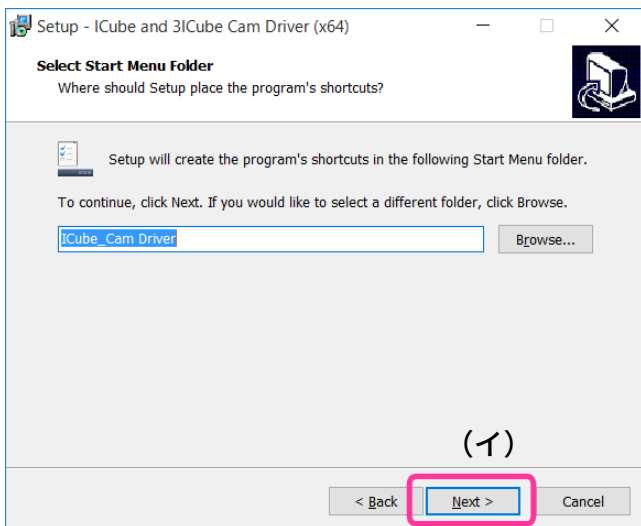 Setup - ICube and 3ICube Cam Driver (x64)
Select Start Menu Folder
Where should Setup place the program's shortcuts?
Setup will create the program's shortcuts in the following Start Menu folder.
To continue, click Next. If you would like to select a different folder, click Browse.
ICube_Cam Driver
Browse...
（イ）
< Back
Next >
Cancel